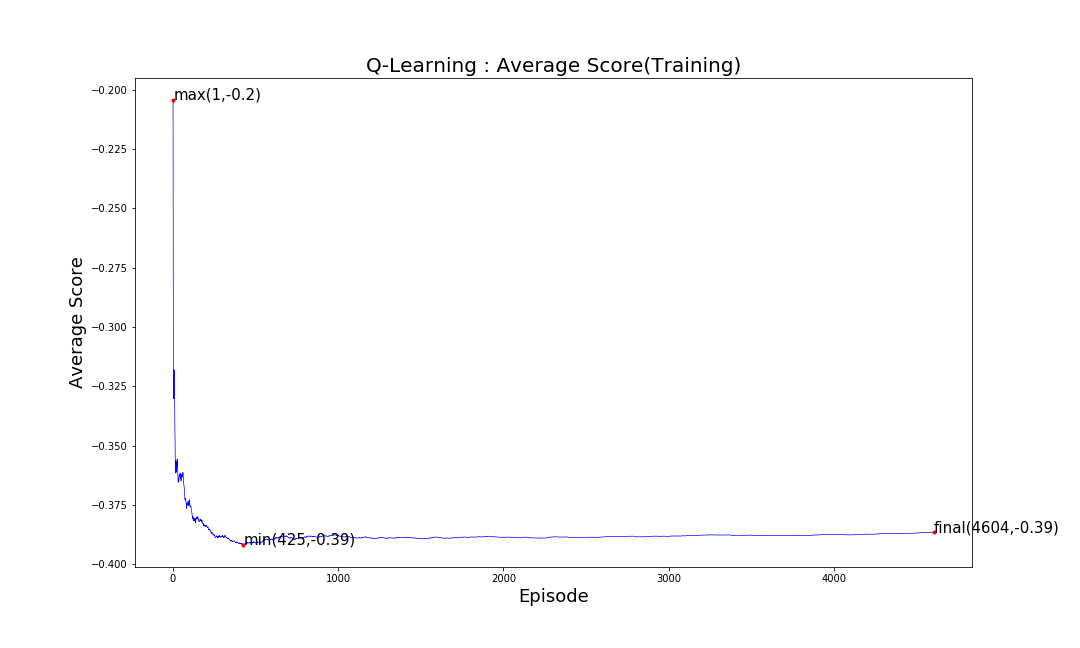 Q-Learning : Average Score(Training)
Average Score
−0.200
−0.225
−0.250
−0.275
−0.300
−0.325
−0.350
−0.375
−0.400
max(1,-0.2)
min(425,-0.39)
final(4604,-0.39)
0 1000 2000 3000 4000
Episode